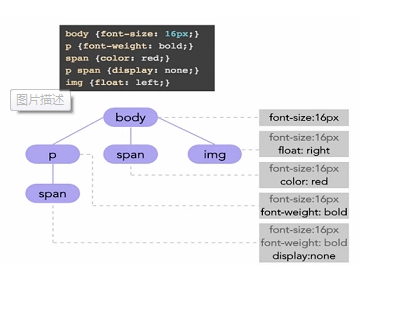 body {font-size: 16px;}
p {font-weight: bold;}
span {color: red;}
p span {display: none;}
img {float: left;}
图片描述
body
font-size:16px
p
span
img
font-size:16px
float: right
font-size:16px
color: red
span
font-size:16px
font-weight: bold
font-size:16px
font-weight: bold
display:none